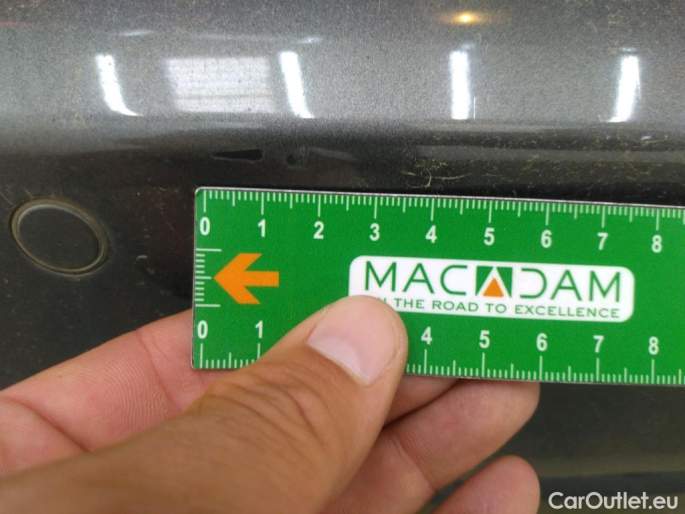 0 1 2 3 4 5 6 7 8
MACADAM
N THE ROAD TO EXCELLENCE
0 1 4 5 6 7 8
CarOutlet.eu